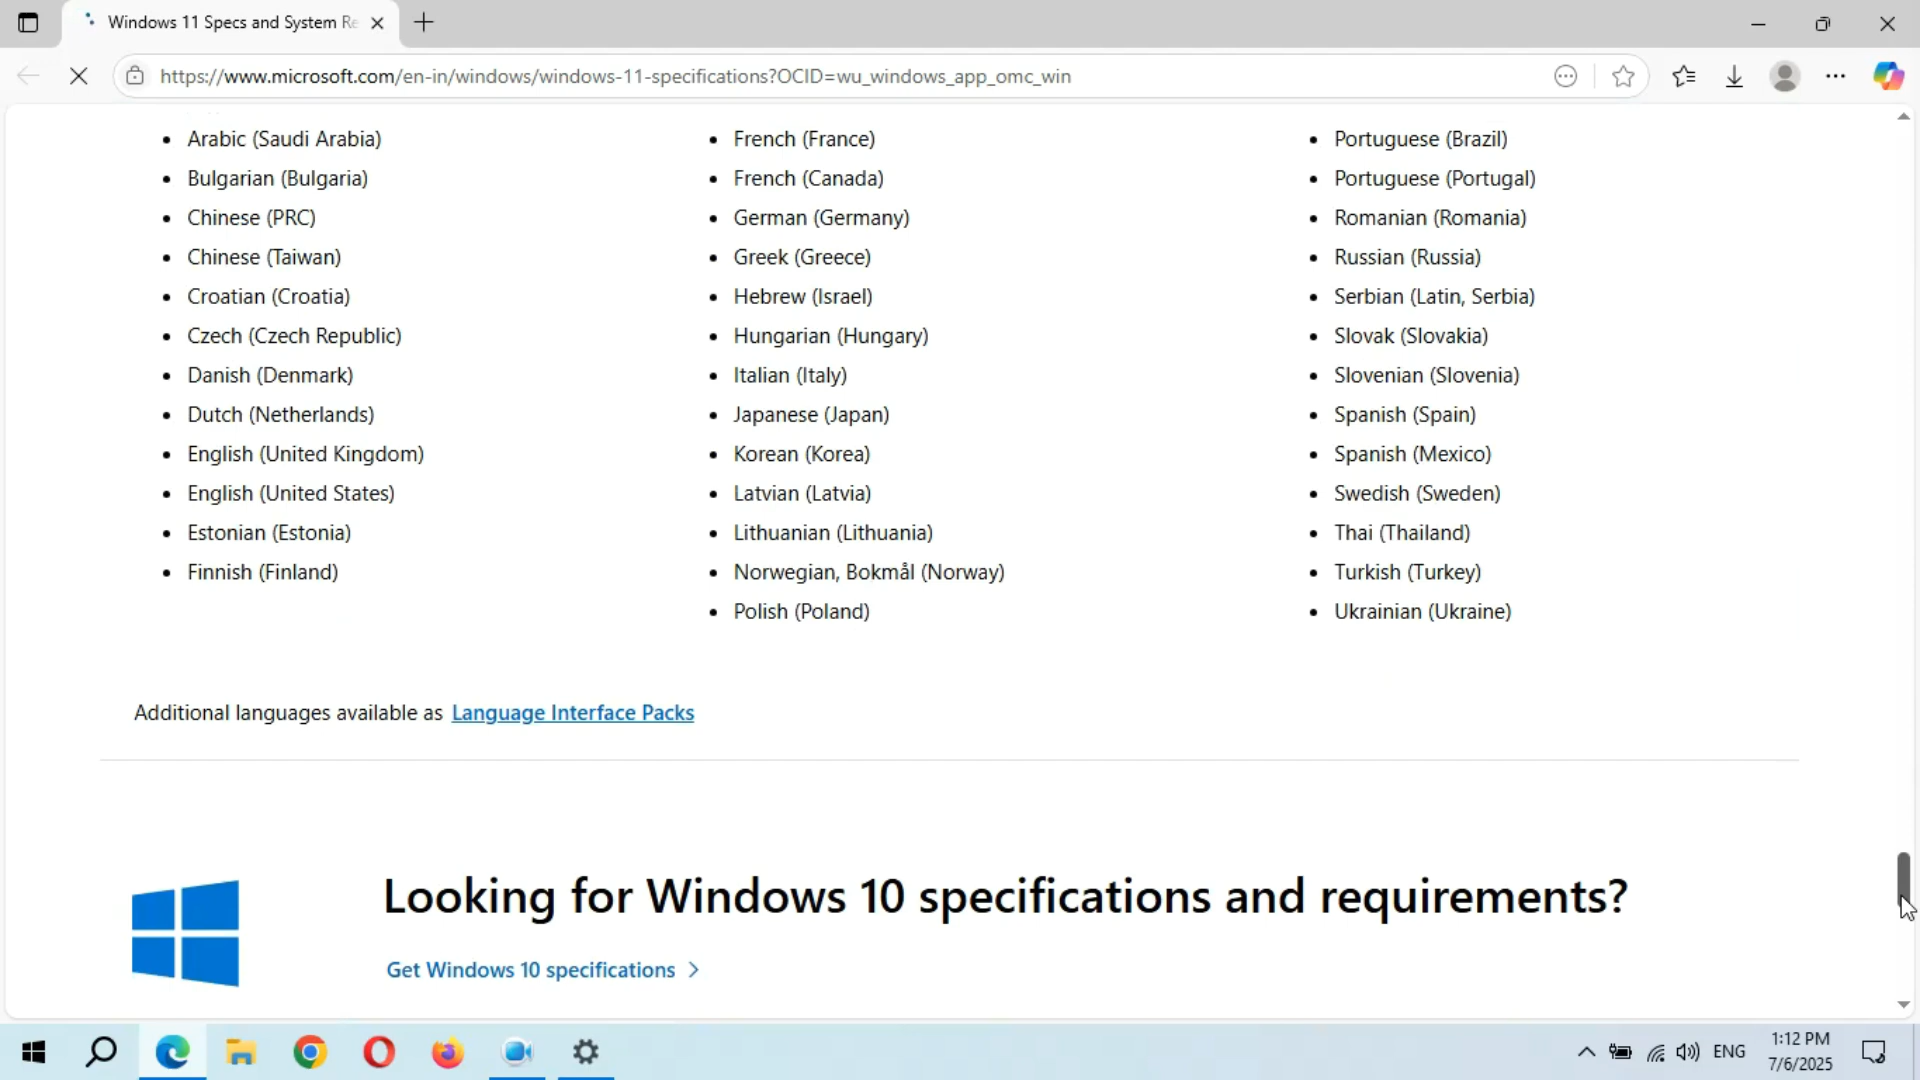 Windows 11 Specs and System Re
https://www.microsoft.com/en-in/windows/windows-11-specifications?OCID=wu_windows_app_omc_win
Arabic (Saudi Arabia)
Bulgarian (Bulgaria)
Chinese (PRC)
Chinese (Taiwan)
Croatian (Croatia)
Czech (Czech Republic)
Danish (Denmark)
Dutch (Netherlands)
English (United Kingdom)
English (United States)
Estonian (Estonia)
Finnish (Finland)
French (France)
French (Canada)
German (Germany)
Greek (Greece)
Hebrew (Israel)
Hungarian (Hungary)
Italian (Italy)
Japanese (Japan)
Korean (Korea)
Latvian (Latvia)
Lithuanian (Lithuania)
Norwegian, Bokmål (Norway)
Polish (Poland)
Portuguese (Brazil)
Portuguese (Portugal)
Romanian (Romania)
Russian (Russia)
Serbian (Latin, Serbia)
Slovak (Slovakia)
Slovenian (Slovenia)
Spanish (Spain)
Spanish (Mexico)
Swedish (Sweden)
Thai (Thailand)
Turkish (Turkey)
Ukrainian (Ukraine)
Additional languages available as Language Interface Packs
Looking for Windows 10 specifications and requirements?
Get Windows 10 specifications
ENG
1:12 PM
7/6/2025